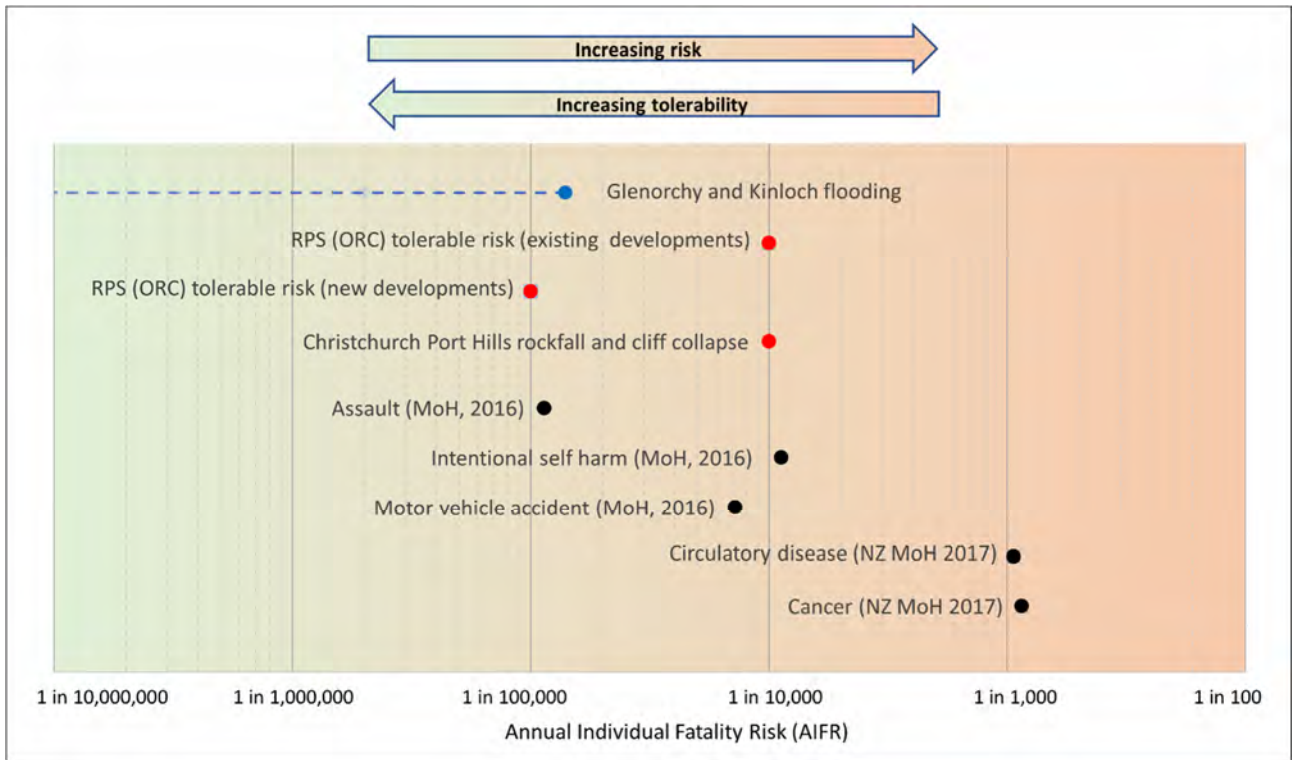 Increasing risk
Increasing tolerability
Glenorchy and Kinloch flooding
RPS (ORC) tolerable risk (existing developments)
RPS (ORC) tolerable risk (new developments)
Christchurch Port Hills rockfall and cliff collapse
Assault (MoH, 2016)
Intentional self harm (MoH, 2016)
Motor vehicle accident (MoH, 2016)
Circulatory disease (NZ MoH 2017)
Cancer (NZ MoH 2017)
1 in 10,000,000 1 in 1,000,000 1 in 100,000 1 in 10,000 1 in 1,000 1 in 100
Annual Individual Fatality Risk (AIFR)